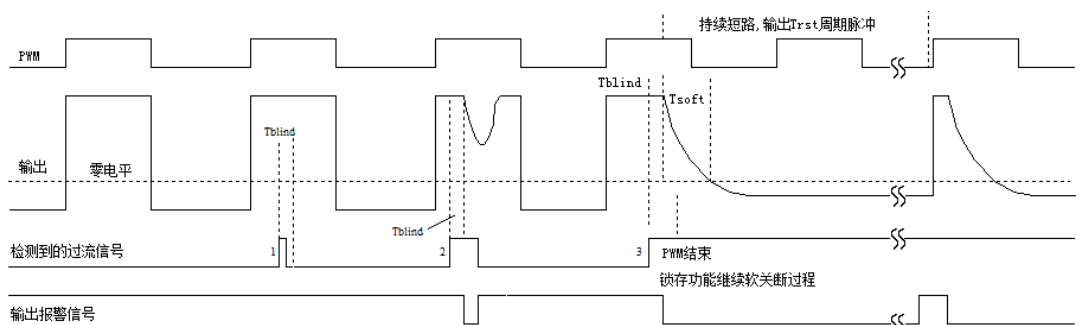 持续短路,输出Trst周期脉冲
PWM
Tblind
Tsoft
Tblind
输出
零电平
Tblind
检测到的过流信号
1
2
3
PWM结束
锁存功能继续软关断过程
输出报警信号